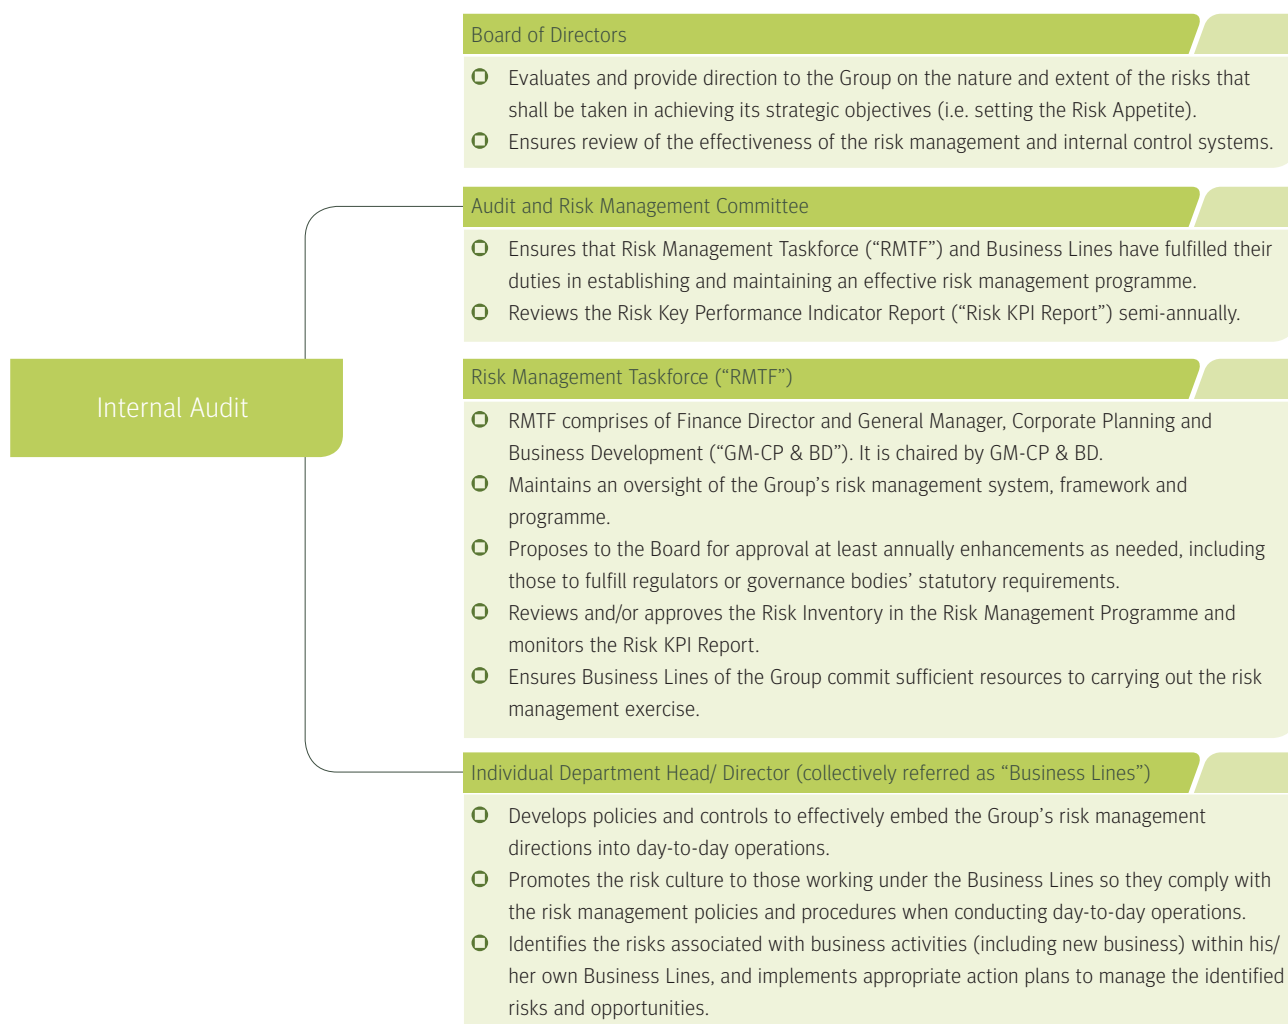 Board of Directors
Evaluates and provide direction to the Group on the nature and extent of the risks that
shall be taken in achieving its strategic objectives (i.e. setting the Risk Appetite).
Ensures review of the effectiveness of the risk management and internal control systems.
Audit and Risk Management Committee
Ensures that Risk Management Taskforce (“RMTF”) and Business Lines have fulfilled their
duties in establishing and maintaining an effective risk management programme.
Reviews the Risk Key Performance Indicator Report (“Risk KPI Report”) semi-annually.
Internal Audit
Risk Management Taskforce (“RMTF”)
RMTF comprises of Finance Director and General Manager, Corporate Planning and
Business Development (“GM-CP & BD”). It is chaired by GM-CP & BD.
Maintains an oversight of the Group’s risk management system, framework and
programme.
Proposes to the Board for approval at least annually enhancements as needed, including
those to fulfill regulators or governance bodies’ statutory requirements.
Reviews and/or approves the Risk Inventory in the Risk Management Programme and
monitors the Risk KPI Report.
Ensures Business Lines of the Group commit sufficient resources to carrying out the risk
management exercise.
Individual Department Head/ Director (collectively referred as “Business Lines”)
Develops policies and controls to effectively embed the Group’s risk management
directions into day-to-day operations.
Promotes the risk culture to those working under the Business Lines so they comply with
the risk management policies and procedures when conducting day-to-day operations.
Identifies the risks associated with business activities (including new business) within his/
her own Business Lines, and implements appropriate action plans to manage the identified
risks and opportunities.